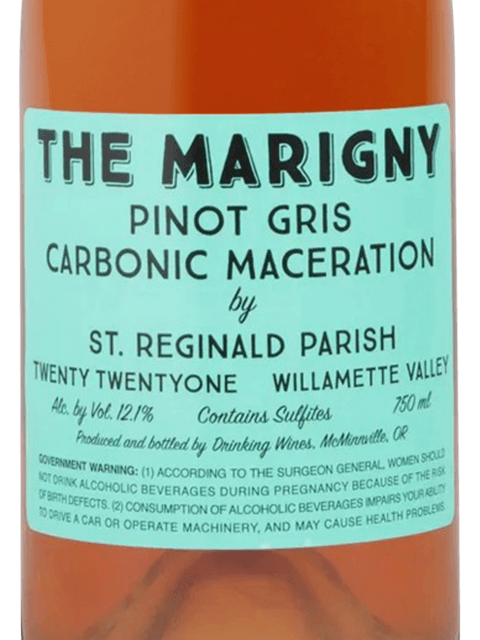 THE MARIGNY
PINOT GRIS
CARBONIC MACERATION
by
ST. REGINALD PARISH
TWENTY TWENTYONE WILLAMETTE VALLEY
Alc. by Vol. 12.1% Contains Sulfites 750 ml
Produced and bottled by Drinking Wines, McMinnville, OR
GOVERNMENT WARNING: (1) ACCORDING TO THE SURGEON GENERAL, WOMEN SHOULD
NOT DRINK ALCOHOLIC BEVERAGES DURING PREGNANCY BECAUSE OF THE RISK
OF BIRTH DEFECTS. (2) CONSUMPTION OF ALCOHOLIC BEVERAGES IMPAIRS YOUR ABILITY
TO DRIVE A CAR OR OPERATE MACHINERY, AND MAY CAUSE HEALTH PROBLEMS.